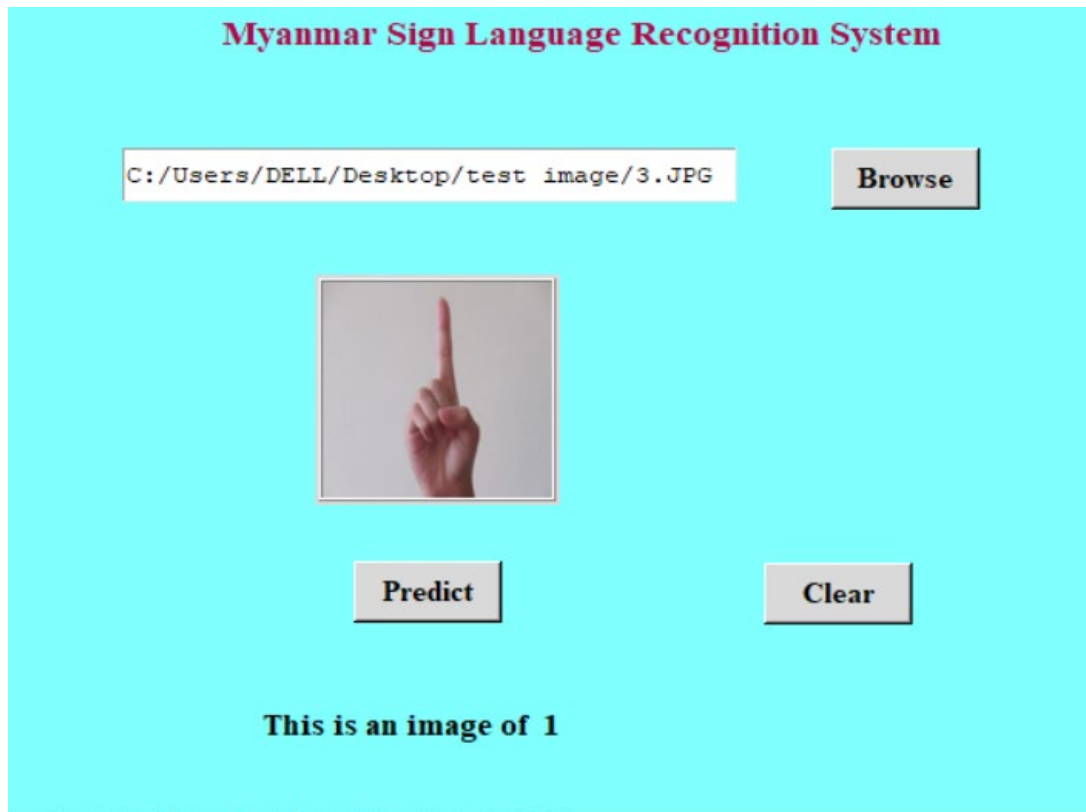 Myanmar Sign Language Recognition System
C:/Users/DELL/Desktop/test image/3.JPG
Browse
Predict
Clear
This is an image of 1